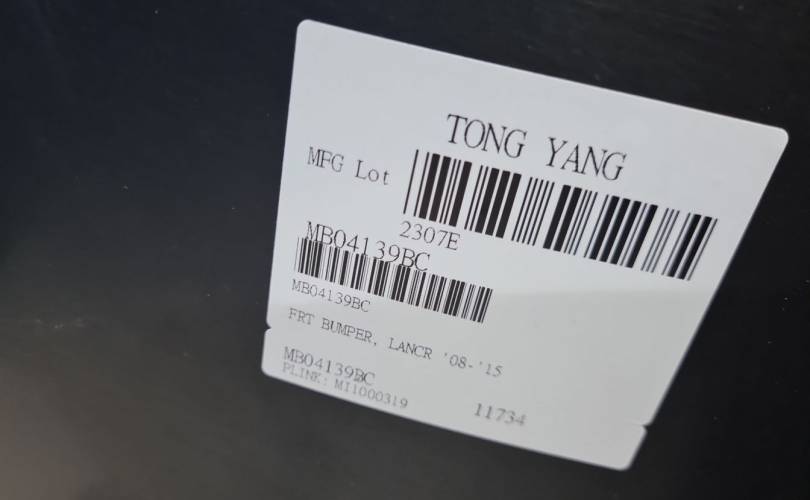 TONG YANG
MFG Lot
2307E
MB04139BC
MB04139BC
FRT BUMPER, LANCR '08-'15
MB04139BC
PLINK: MI1000319
11734